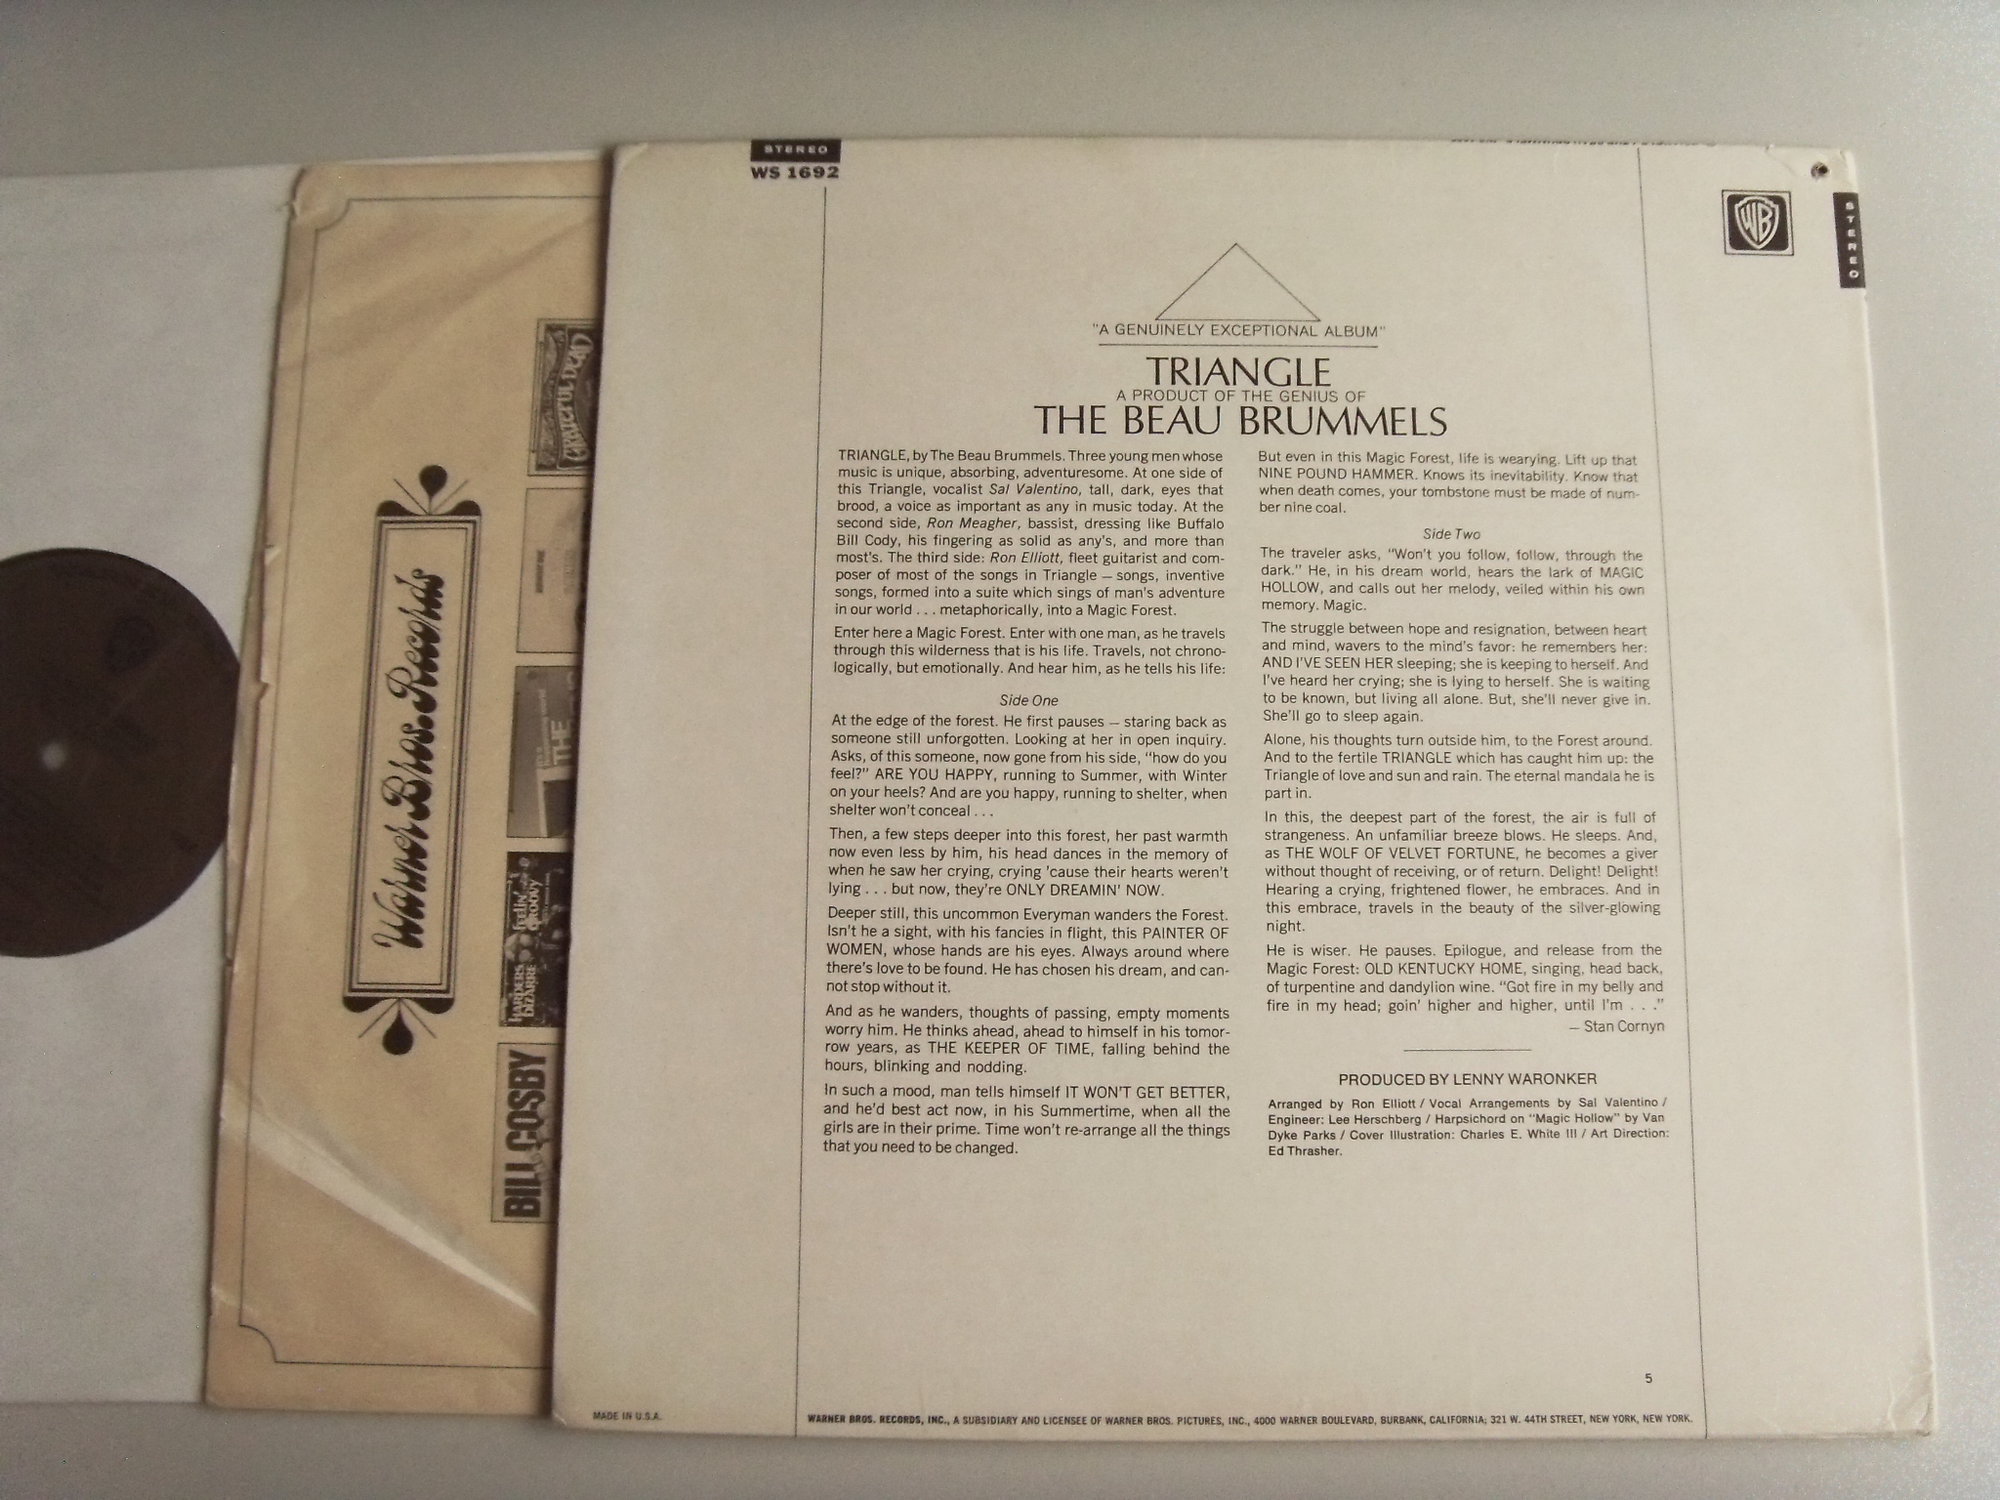 STEREO
WS 1692
WB
STEREO
"A GENUINELY EXCEPTIONAL ALBUM"
TRIANGLE
A PRODUCT OF THE GENIUS OF
THE BEAU BRUMMELS
TRIANGLE, by The Beau Brummels. Three young men whose
music is unique, absorbing, adventuresome. At one side of
this Triangle, vocalist Sal Valentino, tall, dark, eyes that
brood, a voice as important as any in music today. At the
second side, Ron Meagher, bassist, dressing like Buffalo
Bill Cody, his fingering as solid as any's, and more than
most's. The third side: Ron Elliott, fleet guitarist and com-
poser of most of the songs in Triangle – songs, inventive
songs, formed into a suite which sings of man's adventure
in our world . . . metaphorically, into a Magic Forest.
Enter here a Magic Forest. Enter with one man, as he travels
through this wilderness that is his life. Travels, not chrono-
logically, but emotionally. And hear him, as he tells his life:
Side One
At the edge of the forest. He first pauses – staring back as
someone still unforgotten. Looking at her in open inquiry.
Asks, of this someone, now gone from his side, "how do you
feel?" ARE YOU HAPPY, running to Summer, with Winter
on your heels? And are you happy, running to shelter, when
shelter won't conceal . . .
Then, a few steps deeper into this forest, her past warmth
now even less by him, his head dances in the memory of
when he saw her crying, crying 'cause their hearts weren't
lying . . . but now, they're ONLY DREAMIN' NOW.
Deeper still, this uncommon Everyman wanders the Forest.
Isn't he a sight, with his fancies in flight, this PAINTER OF
WOMEN, whose hands are his eyes. Always around where
there's love to be found. He has chosen his dream, and can-
not stop without it.
And as he wanders, thoughts of passing, empty moments
worry him. He thinks ahead, ahead to himself in his tomor-
row years, as THE KEEPER OF TIME, falling behind the
hours, blinking and nodding.
In such a mood, man tells himself IT WON'T GET BETTER,
and he'd best act now, in his Summertime, when all the
girls are in their prime. Time won't re-arrange all the things
that you need to be changed.
But even in this Magic Forest, life is wearying. Lift up that
NINE POUND HAMMER. Knows its inevitability. Know that
when death comes, your tombstone must be made of num-
ber nine coal.
Side Two
The traveler asks, "Won't you follow, follow, through the
dark." He, in his dream world, hears the lark of MAGIC
HOLLOW, and calls out her melody, veiled within his own
memory. Magic.
The struggle between hope and resignation, between heart
and mind, wavers to the mind's favor: he remembers her:
AND I'VE SEEN HER sleeping; she is keeping to herself. And
I've heard her crying; she is lying to herself. She is waiting
to be known, but living all alone. But, she'll never give in.
She'll go to sleep again.
Alone, his thoughts turn outside him, to the Forest around.
And to the fertile TRIANGLE which has caught him up: the
Triangle of love and sun and rain. The eternal mandala he is
part in.
In this, the deepest part of the forest, the air is full of
strangeness. An unfamiliar breeze blows. He sleeps. And,
as THE WOLF OF VELVET FORTUNE, he becomes a giver
without thought of receiving, or of return. Delight! Delight!
Hearing a crying, frightened flower, he embraces. And in
this embrace, travels in the beauty of the silver-glowing
night.
He is wiser. He pauses. Epilogue, and release from the
Magic Forest: OLD KENTUCKY HOME, singing, head back,
of turpentine and dandylion wine. "Got fire in my belly and
fire in my head; goin' higher and higher, until I'm . . ."
– Stan Cornyn
PRODUCED BY LENNY WARONKER
Arranged by Ron Elliott / Vocal Arrangements by Sal Valentino /
Engineer: Lee Herschberg / Harpsichord on "Magic Hollow" by Van
Dyke Parks / Cover Illustration: Charles E. White III / Art Direction:
Ed Thrasher.
5
MADE IN U.S.A.
WARNER BROS. RECORDS, INC., A SUBSIDIARY AND LICENSEE OF WARNER BROS. PICTURES, INC., 4000 WARNER BOULEVARD, BURBANK, CALIFORNIA; 321 W. 44TH STREET, NEW YORK, NEW YORK.
Warner Bros. Records
GRATEFUL DEAD
THE
HARPERS BIZARRE
FEELIN' GROOVY
BILL COSBY